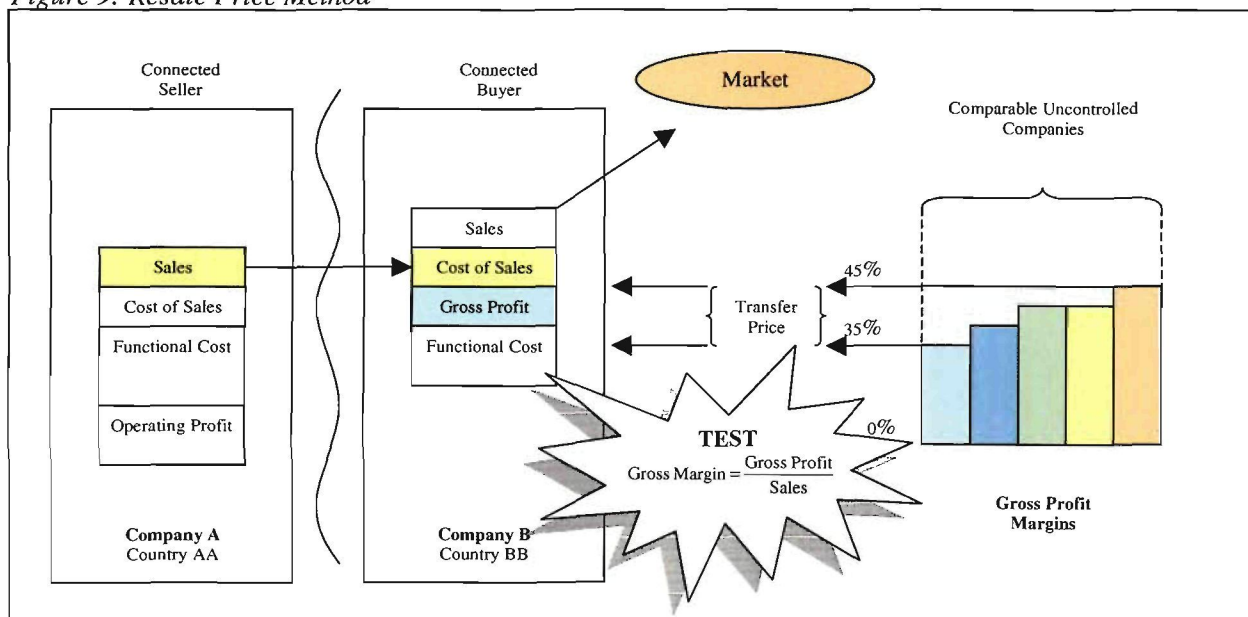 Figure 9: Resale Price Method
Connected
Seller
Sales
Cost of Sales
Functional Cost
Operating Profit
Company A
Country AA
Connected
Buyer
Sales
Cost of Sales
Gross Profit
Functional Cost
Company B
Country BB
Market
Transfer
Price
45%
35%
0%
TEST
Gross Margin = Gross Profit
Sales
Comparable Uncontrolled
Companies
Gross Profit
Margins